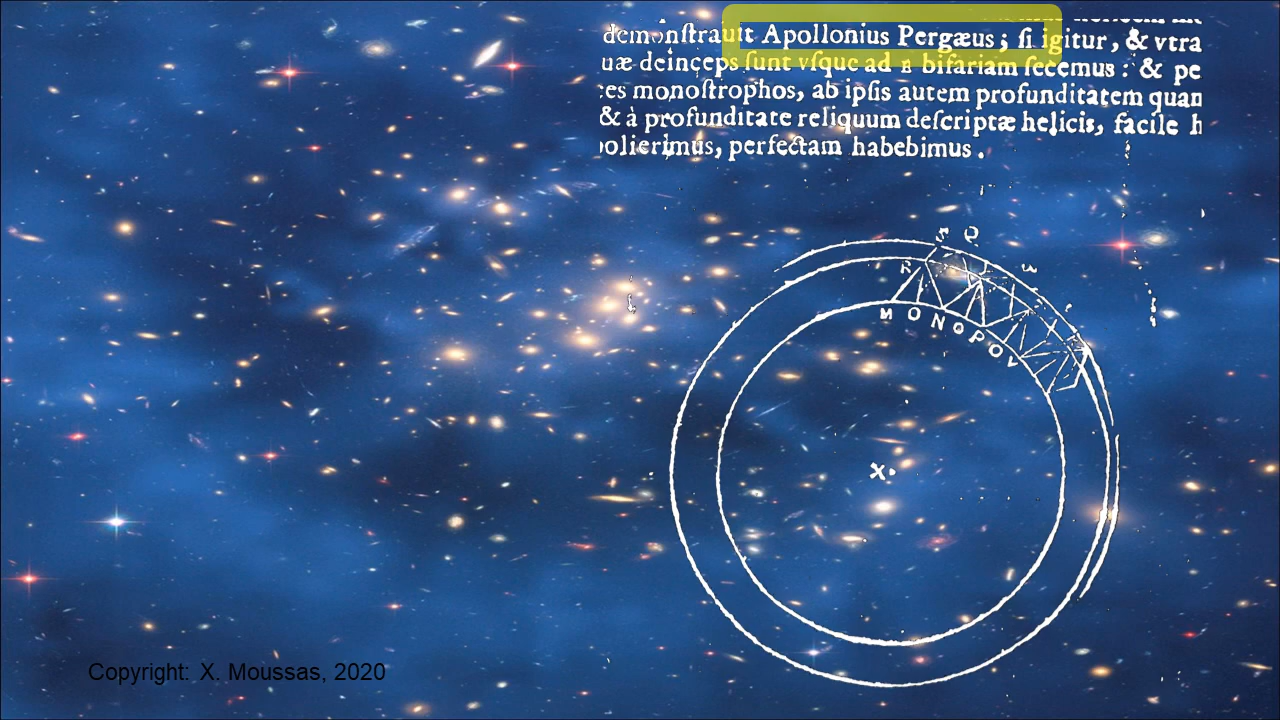 demonſtrauit Apollonius Pergæus; ſi igitur, & vtra
uæ deinceps ſunt vſque ad n bifariam ſecemus: & pe
es monoſtrophos, ab ipſis autem profunditatem quan
& à profunditate reliquum deſcriptæ helicis, facile h
olierimus, perfectam habebimus.
S Q
R
M O N O P O V
X
Copyright: X. Moussas, 2020